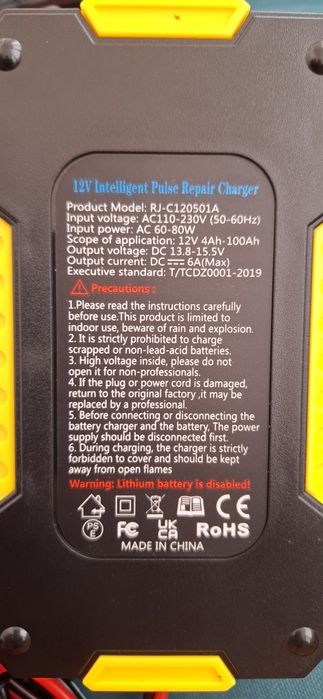 12V Intelligent Pulse Repair Charger
Product Model: RJ-C120501A
Input voltage: AC110-230V (50-60Hz)
Input power: AC 60-80W
Scope of application: 12V 4Ah-100Ah
Output voltage: DC 13.8-15.5V
Output current: DC ⎓ 6A(Max)
Executive standard: T/TCDZ0001-2019
Precautions :
1.Please read the instructions carefully
before use.This product is limited to
indoor use, beware of rain and explosion.
2. It is strictly prohibited to charge
scrapped or non-lead-acid batteries.
3. High voltage inside, please do not
open it for non-professionals.
4. If the plug or power cord is damaged,
return to the original factory ,it may be
replaced by a professional.
5. Before connecting or disconnecting the
battery charger and the battery, The power
supply should be disconnected first.
6. During charging, the charger is strictly
forbidden to cover and should be kept
away from open flames
Warning: Lithium battery is disabled!
CE
PS E FC UK CA RoHS
MADE IN CHINA